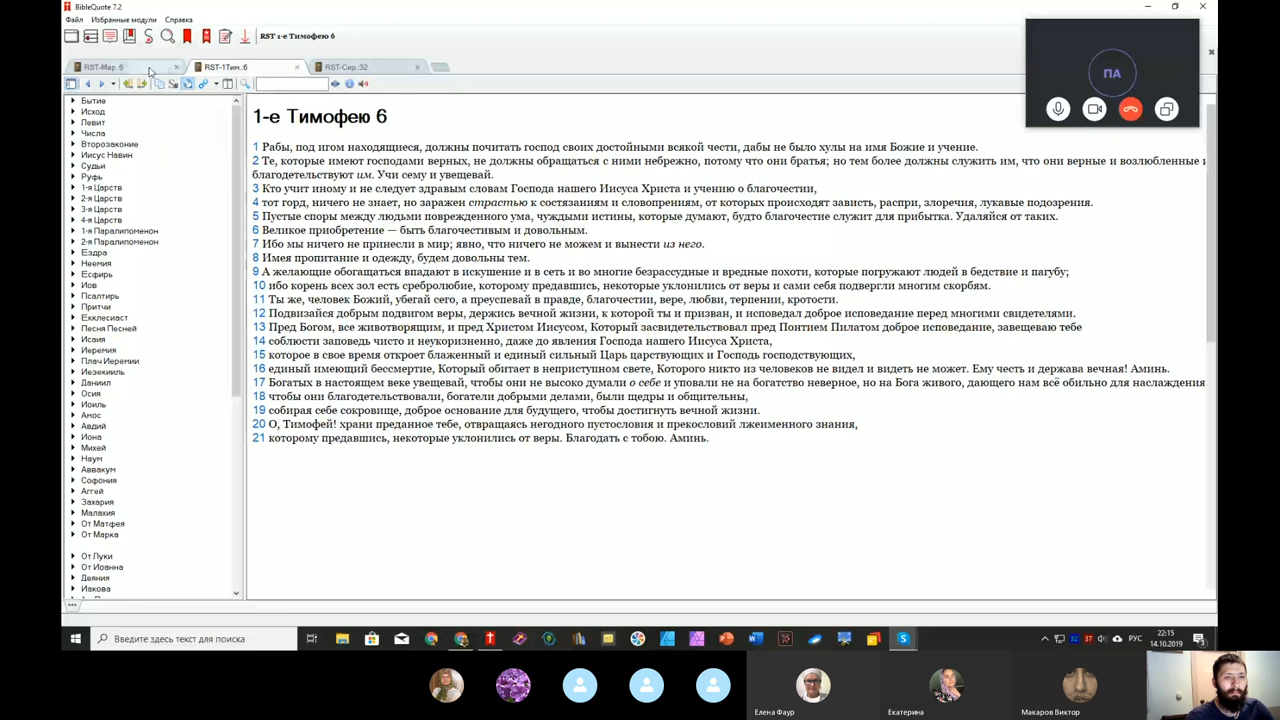 BibleQuote 7.2
Файл Избранные модули Справка
RST 1-е Тимофею 6
RST-Мар. 6
RST-1Тим. 6
RST-Сир. 32
ПА
Бытие
Исход
Левит
Числа
Второзаконие
Иисус Навин
Судьи
Руфь
1-я Царств
2-я Царств
3-я Царств
4-я Царств
1-я Паралипоменон
2-я Паралипоменон
Ездра
Неемия
Есфирь
Иов
Псалтирь
Притчи
Екклесиаст
Песня Песней
Исаия
Иеремия
Плач Иеремии
Иезекииль
Даниил
Осия
Иоиль
Амос
Авдий
Иона
Михей
Наум
Аввакум
Софония
Аггей
Захария
Малахия
От Матфея
От Марка
От Луки
От Иоанна
Деяния
Иакова
1-е Тимофею 6
1 Рабы, под игом находящиеся, должны почитать господ своих достойными всякой чести, дабы не было хулы на имя Божие и учение.
2 Те, которые имеют господами верных, не должны обращаться с ними небрежно, потому что они братья; но тем более должны служить им, что они верные и возлюбленные и
благодетельствуют им. Учи сему и увещевай.
3 Кто учит иному и не следует здравым словам Господа нашего Иисуса Христа и учению о благочестии,
4 тот горд, ничего не знает, но заражен страстью к состязаниям и словопрениям, от которых происходят зависть, распри, злоречия, лукавые подозрения.
5 Пустые споры между людьми поврежденного ума, чуждыми истины, которые думают, будто благочестие служит для прибытка. Удаляйся от таких.
6 Великое приобретение — быть благочестивым и довольным.
7 Ибо мы ничего не принесли в мир; явно, что ничего не можем и вынести из него.
8 Имея пропитание и одежду, будем довольны тем.
9 А желающие обогащаться впадают в искушение и в сеть и во многие безрассудные и вредные похоти, которые погружают людей в бедствие и пагубу;
10 ибо корень всех зол есть сребролюбие, которому предавшись, некоторые уклонились от веры и сами себя подвергли многим скорбям.
11 Ты же, человек Божий, убегай сего, а преуспевай в правде, благочестии, вере, любви, терпении, кротости.
12 Подвизайся добрым подвигом веры, держись вечной жизни, к которой ты и призван, и исповедал доброе исповедание перед многими свидетелями.
13 Пред Богом, все животворящим, и пред Христом Иисусом, Который засвидетельствовал пред Понтием Пилатом доброе исповедание, завещеваю тебе
14 соблюсти заповедь чисто и неукоризненно, даже до явления Господа нашего Иисуса Христа,
15 которое в свое время откроет блаженный и единый сильный Царь царствующих и Господь господствующих,
16 единый имеющий бессмертие, Который обитает в неприступном свете, Которого никто из человеков не видел и видеть не может. Ему честь и держава вечная! Аминь.
17 Богатых в настоящем веке увещевай, чтобы они не высоко думали о себе и уповали не на богатство неверное, но на Бога живого, дающего нам всё обильно для наслаждения
18 чтобы они благодетельствовали, богатели добрыми делами, были щедры и общительны,
19 собирая себе сокровище, доброе основание для будущего, чтобы достигнуть вечной жизни.
20 О, Тимофей! храни преданное тебе, отвращаясь негодного пустословия и прекословий лжеименного знания,
21 которому предавшись, некоторые уклонились от веры. Благодать с тобою. Аминь.
Введите здесь текст для поиска
32 37 РУС
22:15
14.10.2019
3
Елена Фаур
Екатерина
Макаров Виктор